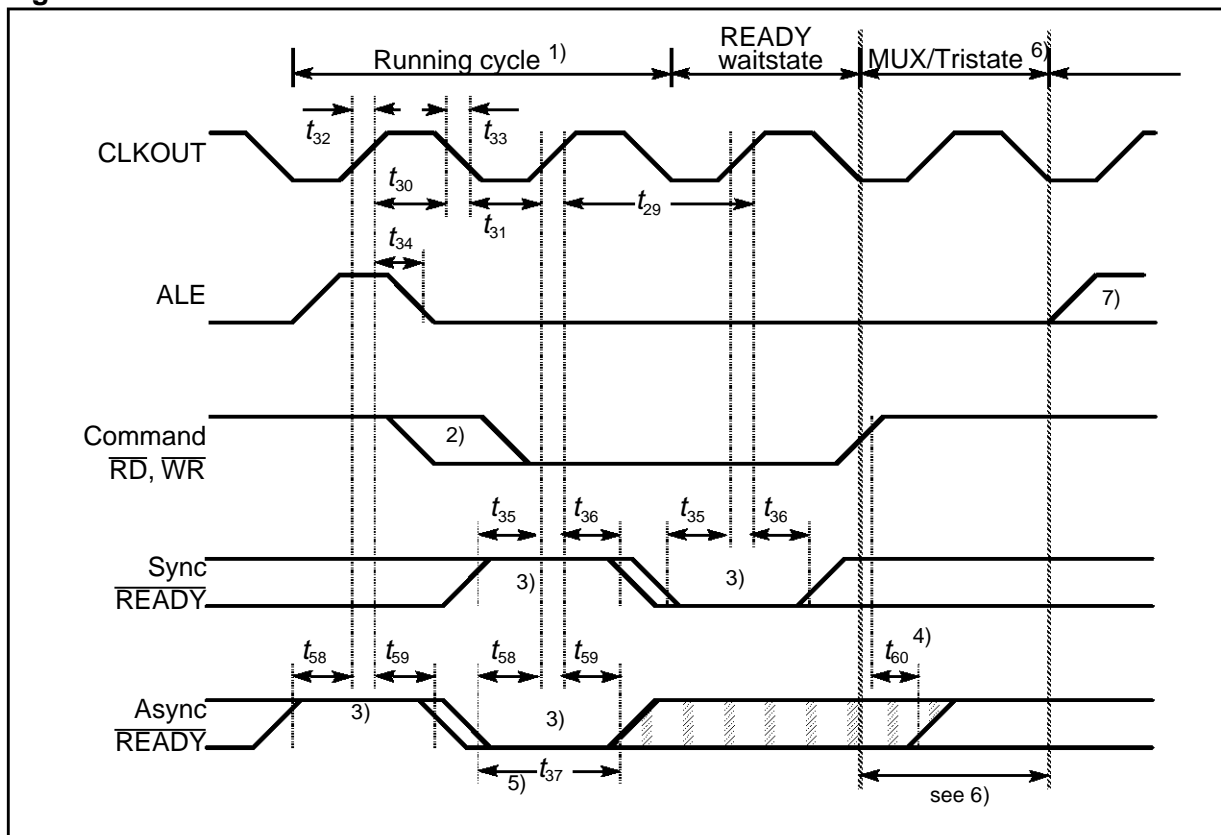 READY
Running cycle 1) waitstate MUX/Tristate 6)
t32 t33
CLKOUT
t30
t31 t29
t34
ALE 7)
Command 2)
RD, WR
t35 t36 t35 t36
Sync 3) 3)
READY
4)
t58 t59 t58 t59 t60
Async 3) 3)
READY
5) t37
see 6)